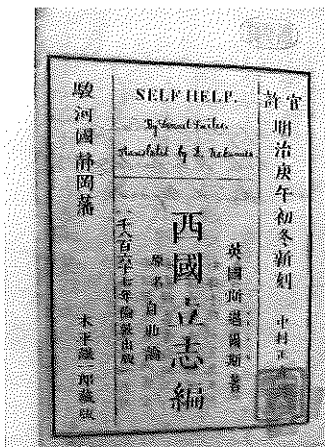 SELF HELP.
By Samuel Smiles.
Translated by K. Nakamura
官許
明治庚午初冬新刻
中村正
英國斯邁爾斯著
西國立志編
原名自助論
千八百六十七年倫敦出版
駿河國靜岡藩
木平謙一郎藏版